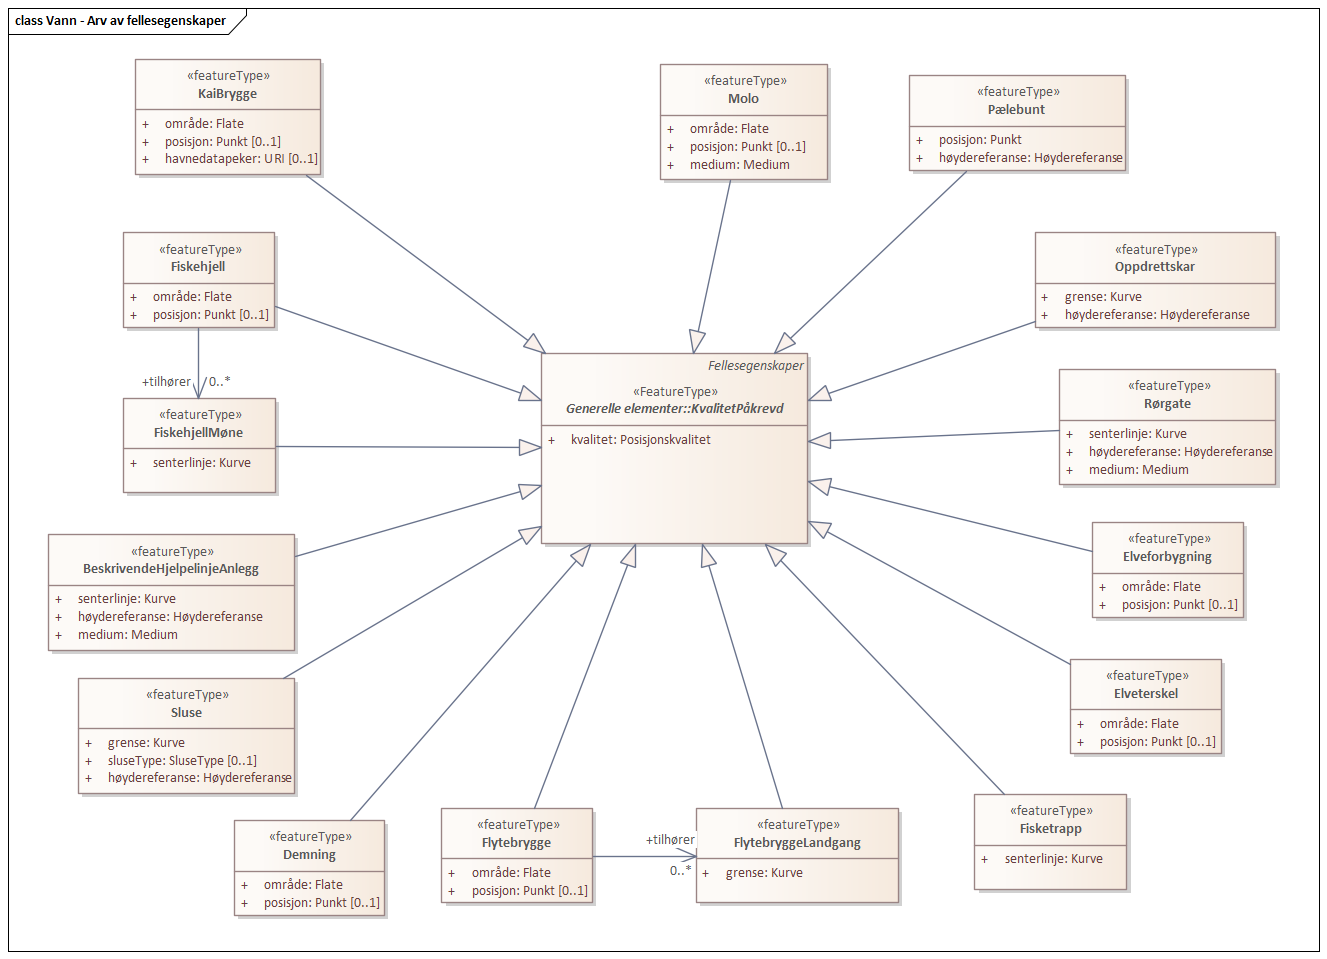 class Vann - Arv av fellesegenskaper
«featureType»
KaiBrygge
+ område: Flate
+ posisjon: Punkt [0..1]
+ havnedatapeker: URI [0..1]
«featureType»
Molo
+ område: Flate
+ posisjon: Punkt [0..1]
+ medium: Medium
«featureType»
Pælebunt
+ posisjon: Punkt
+ høydereferanse: Høydereferanse
«featureType»
Fiskehjell
+ område: Flate
+ posisjon: Punkt [0..1]
«featureType»
Oppdrettskar
+ grense: Kurve
+ høydereferanse: Høydereferanse
+tilhører 0..*
«featureType»
FiskehjellMøne
+ senterlinje: Kurve
Fellesegenskaper
«FeatureType»
Generelle elementer::KvalitetPåkrevd
+ kvalitet: Posisjonskvalitet
«featureType»
Rørgate
+ senterlinje: Kurve
+ høydereferanse: Høydereferanse
+ medium: Medium
«featureType»
BeskrivendeHjelpelinjeAnlegg
+ senterlinje: Kurve
+ høydereferanse: Høydereferanse
+ medium: Medium
«featureType»
Elveforbygning
+ område: Flate
+ posisjon: Punkt [0..1]
«featureType»
Sluse
+ grense: Kurve
+ sluseType: SluseType [0..1]
+ høydereferanse: Høydereferanse
«featureType»
Elveterskel
+ område: Flate
+ posisjon: Punkt [0..1]
«featureType»
Demning
+ område: Flate
+ posisjon: Punkt [0..1]
«featureType»
Flytebrygge
+ område: Flate
+ posisjon: Punkt [0..1]
+tilhører
0..*
«featureType»
FlytebryggeLandgang
+ grense: Kurve
«featureType»
Fisketrapp
+ senterlinje: Kurve